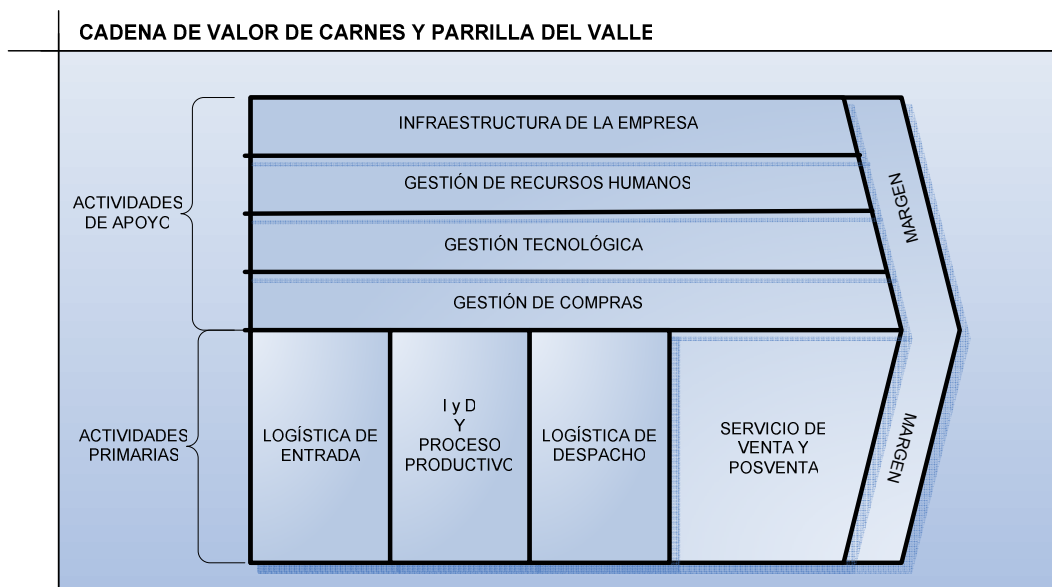 CADENA DE VALOR DE CARNES Y PARRILLA DEL VALLE
ACTIVIDADES
DE APOYO
INFRAESTRUCTURA DE LA EMPRESA
GESTIÓN DE RECURSOS HUMANOS
GESTIÓN TECNOLÓGICA
GESTIÓN DE COMPRAS
MARGEN
ACTIVIDADES
PRIMARIAS
LOGÍSTICA DE
ENTRADA
I y D
Y
PROCESO
PRODUCTIVO
LOGÍSTICA DE
DESPACHO
SERVICIO DE
VENTA Y
POSVENTA
MARGEN